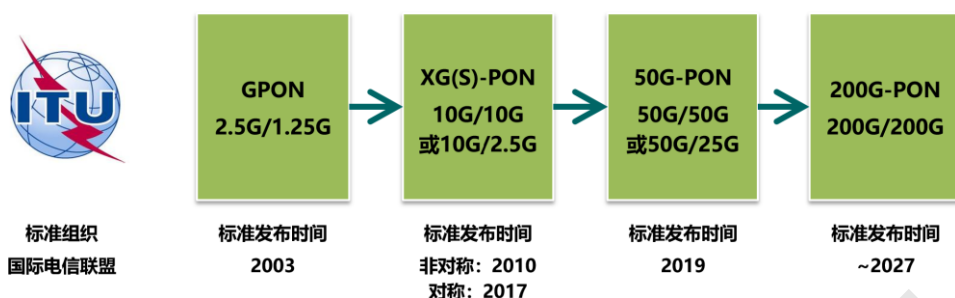 ITU
标准组织
国际电信联盟
GPON
2.5G/1.25G
标准发布时间
2003
XG(S)-PON
10G/10G
或10G/2.5G
标准发布时间
非对称：2010
对称：2017
50G-PON
50G/50G
或50G/25G
标准发布时间
2019
200G-PON
200G/200G
标准发布时间
~2027